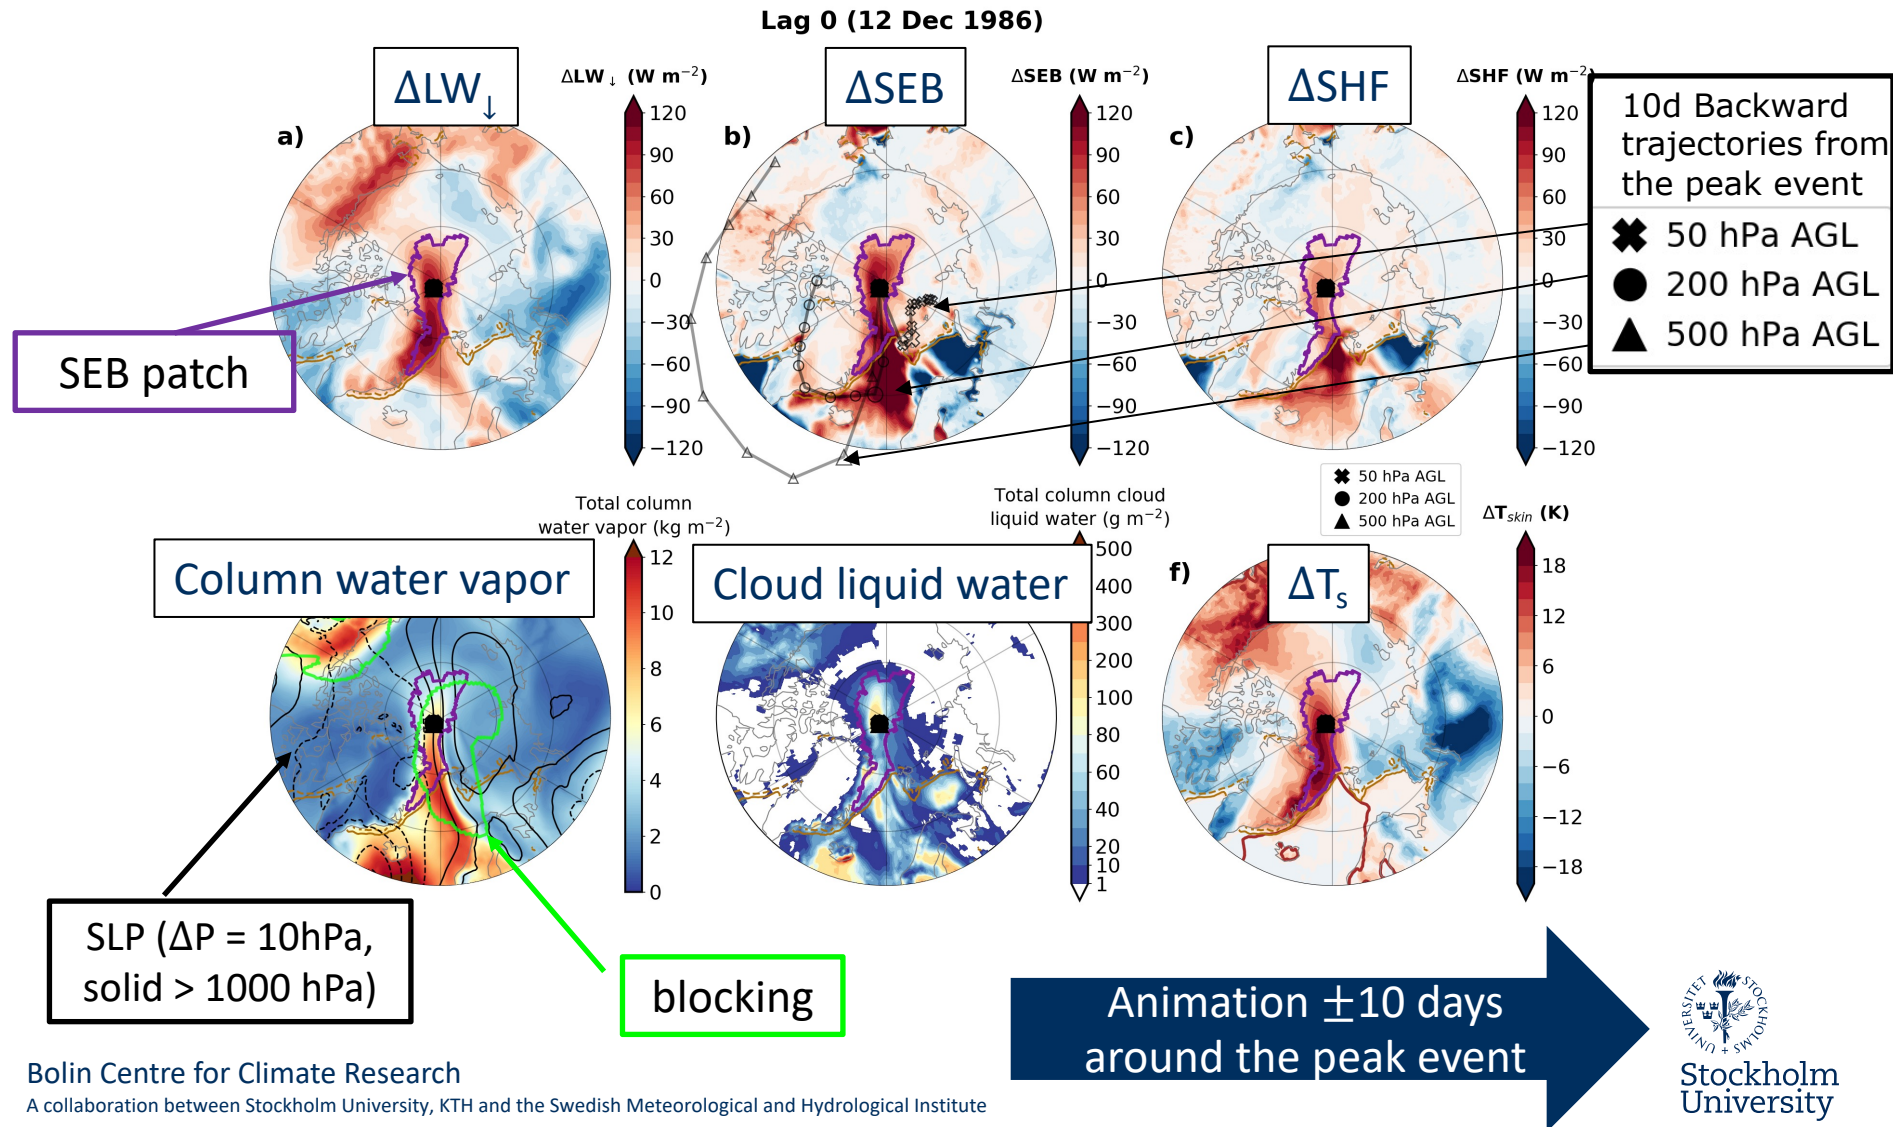 Lag 0 (12 Dec 1986)
ΔLW↓
ΔLW↓ (W m−2)
a)
120
90
60
30
0
−30
−60
−90
−120
ΔSEB
ΔSEB (W m−2)
b)
120
90
60
30
0
−30
−60
−90
−120
ΔSHF
ΔSHF (W m−2)
c)
120
90
60
30
0
−30
−60
−90
−120
10d Backward
trajectories from
the peak event
50 hPa AGL
200 hPa AGL
500 hPa AGL
SEB patch
Total column
water vapor (kg m−2)
Column water vapor
12
10
8
6
4
2
0
Total column cloud
liquid water (g m−2)
Cloud liquid water
500
400
300
200
100
80
60
40
20
10
1
50 hPa AGL
200 hPa AGL
500 hPa AGL
ΔTskin (K)
f)
ΔTs
18
12
6
0
−6
−12
−18
SLP (ΔP = 10hPa,
solid > 1000 hPa)
blocking
Animation ±10 days
around the peak event
Bolin Centre for Climate Research
A collaboration between Stockholm University, KTH and the Swedish Meteorological and Hydrological Institute
STOCKHOLMS UNIVERSITET
Stockholm
University